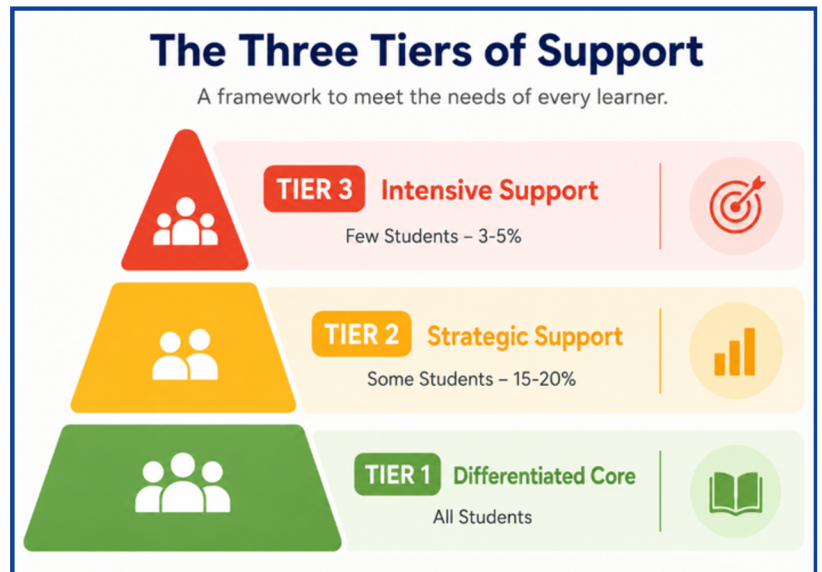 The Three Tiers of Support
A framework to meet the needs of every learner.
TIER 3 Intensive Support
Few Students – 3-5%
TIER 2 Strategic Support
Some Students – 15-20%
TIER 1 Differentiated Core
All Students